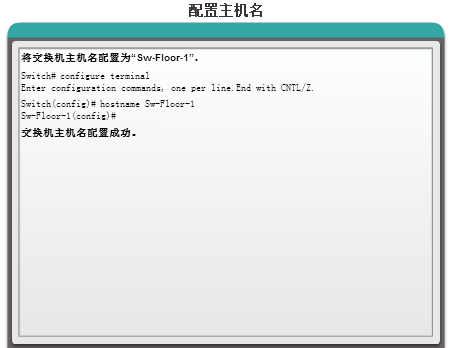 配置主机名
将交换机主机名配置为“Sw-Floor-1”。
Switch# configure terminal
Enter configuration commands, one per line.End with CNTL/Z.
Switch(config)# hostname Sw-Floor-1
Sw-Floor-1(config)#
交换机主机名配置成功。